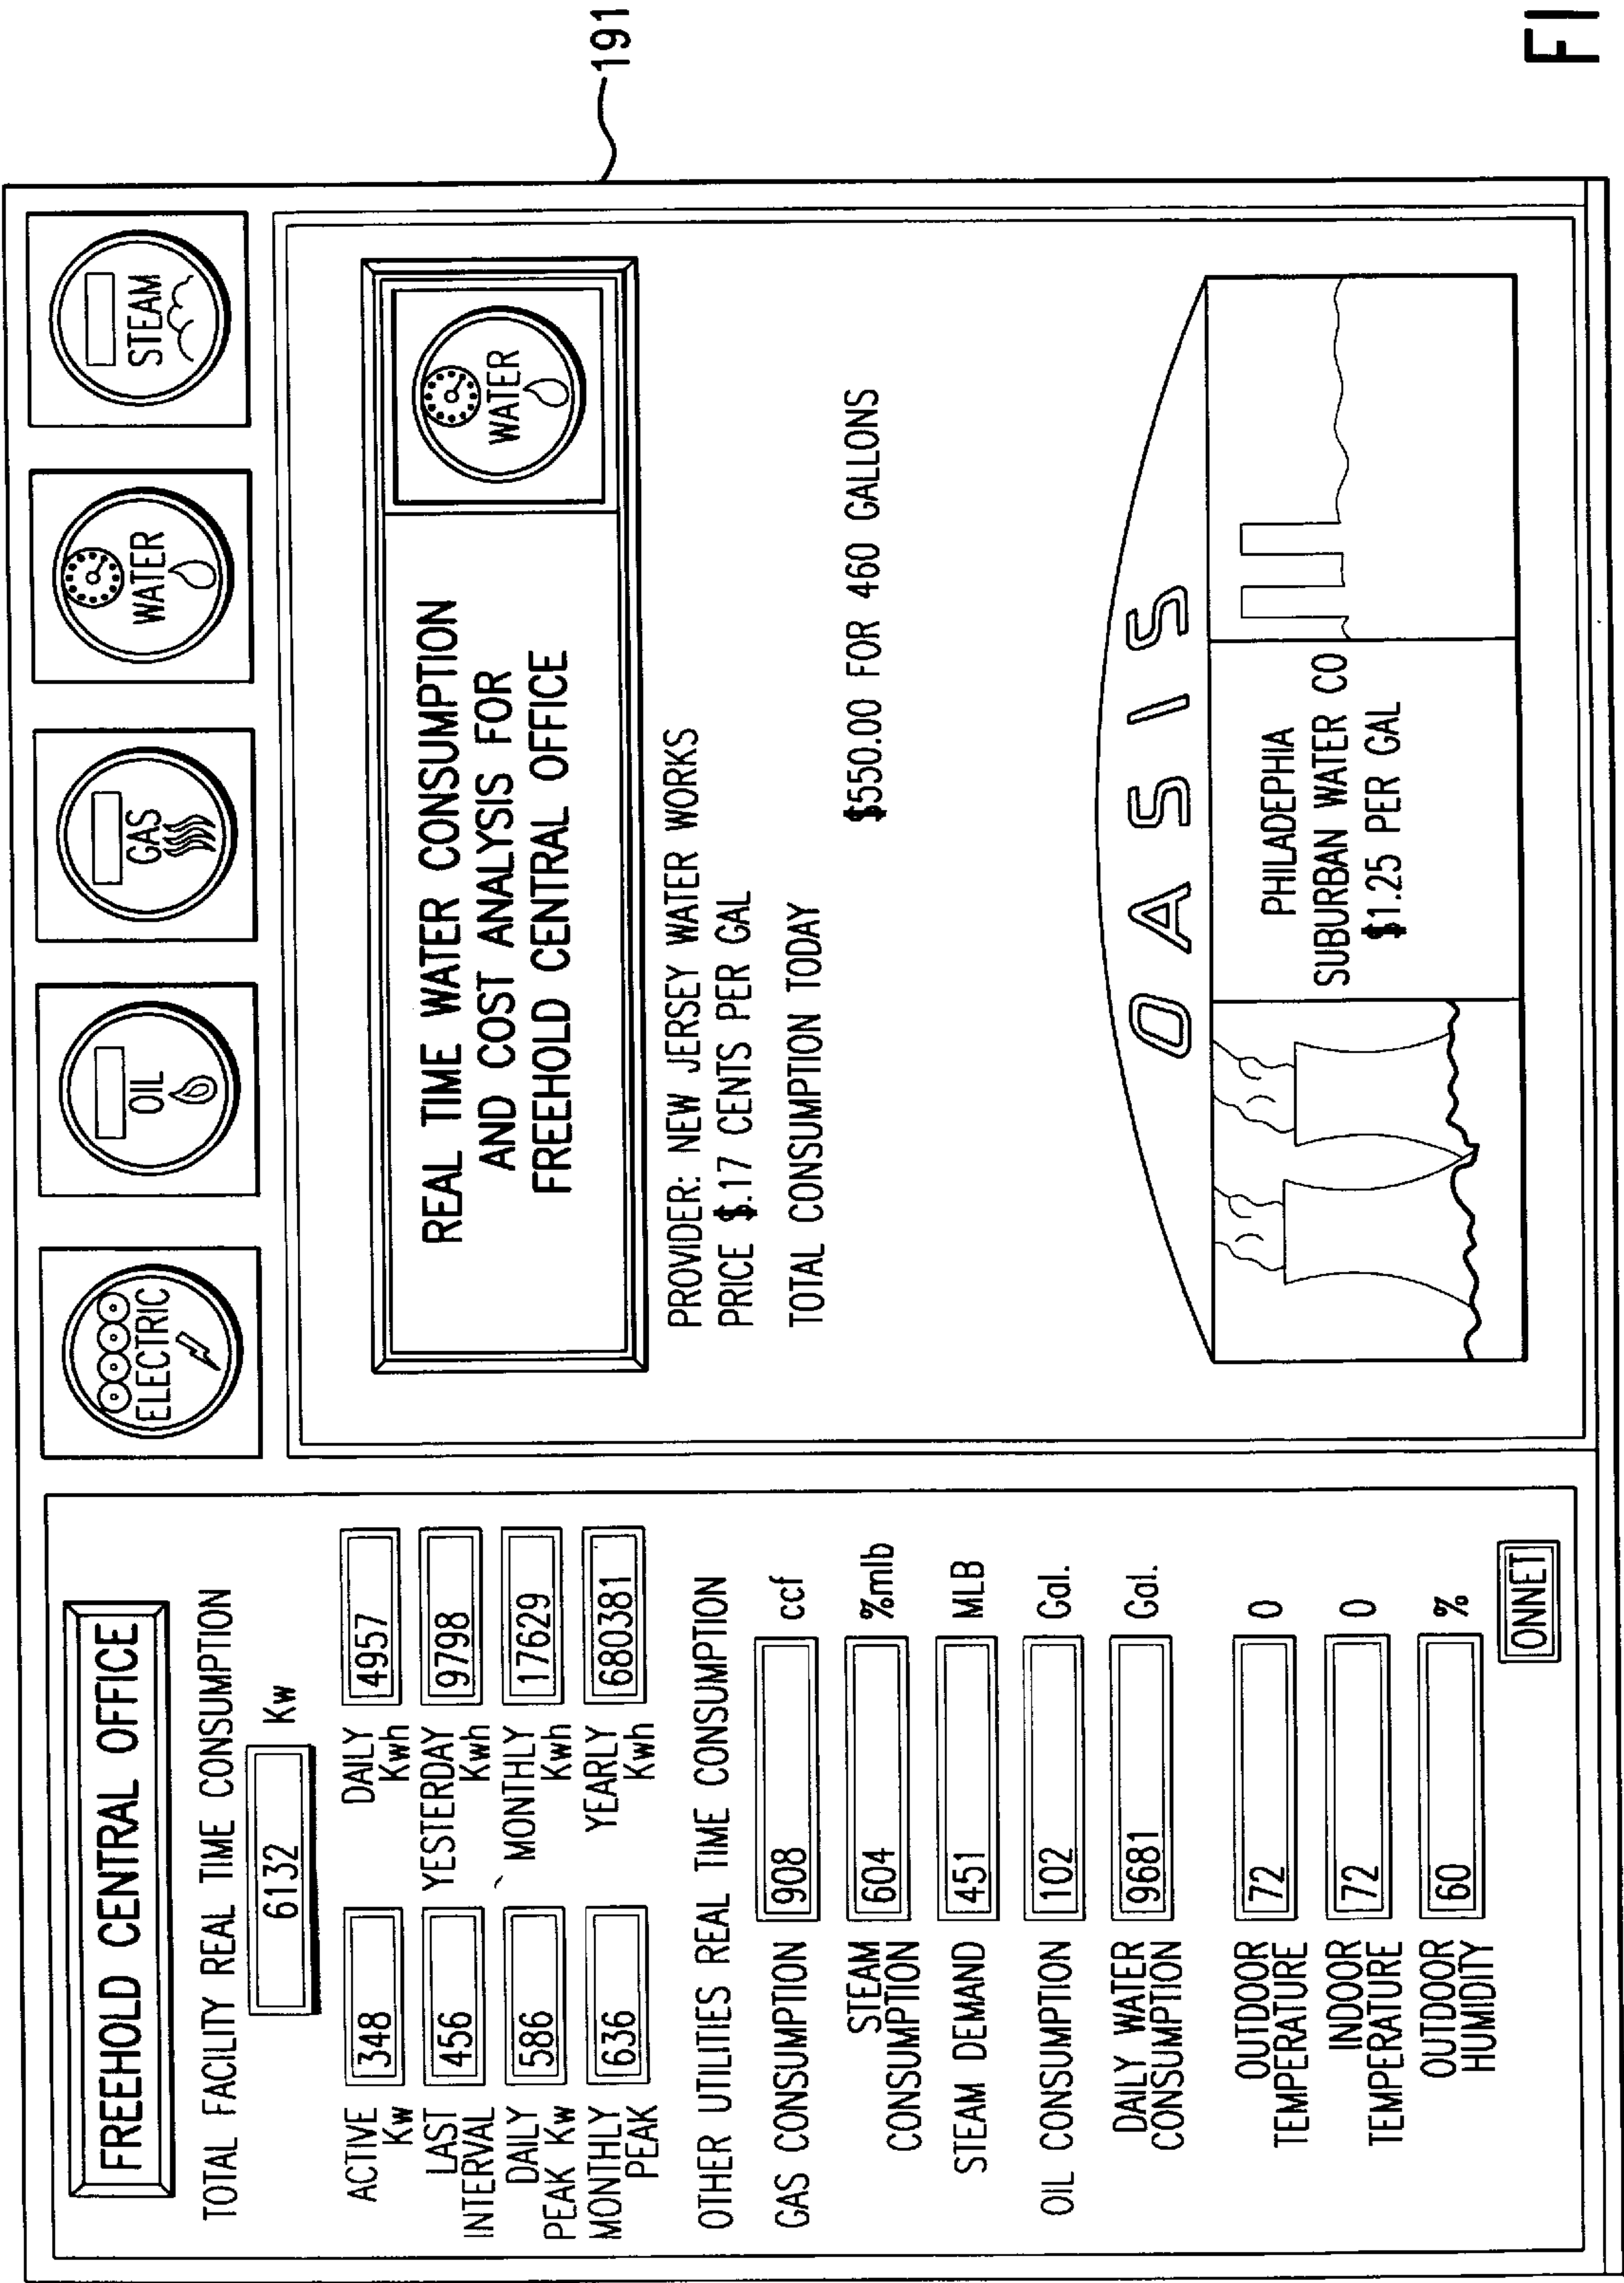 FREEHOLD CENTRAL OFFICE
TOTAL FACILITY REAL TIME CONSUMPTION
6132 Kw
ACTIVE Kw 348 DAILY Kwh 4957
LAST INTERVAL 456 YESTERDAY Kwh 9798
DAILY PEAK Kw 586 MONTHLY Kwh 17629
MONTHLY PEAK 636 YEARLY Kwh 680381
OTHER UTILITIES REAL TIME CONSUMPTION
GAS CONSUMPTION 908 ccf
STEAM CONSUMPTION 604 %mlb
STEAM DEMAND 451 MLB
OIL CONSUMPTION 102 Gal.
DAILY WATER CONSUMPTION 9681 Gal.
OUTDOOR TEMPERATURE 72 O
INDOOR TEMPERATURE 72 O
OUTDOOR HUMIDITY 60 %
ONNET
ELECTRIC
OIL
GAS
WATER
STEAM
REAL TIME WATER CONSUMPTION
AND COST ANALYSIS FOR
FREEHOLD CENTRAL OFFICE
WATER
PROVIDER: NEW JERSEY WATER WORKS
PRICE $.17 CENTS PER GAL
TOTAL CONSUMPTION TODAY
$550.00 FOR 460 GALLONS
OASIS
PHILADEPHIA
SUBURBAN WATER CO
$1.25 PER GAL
191
FI